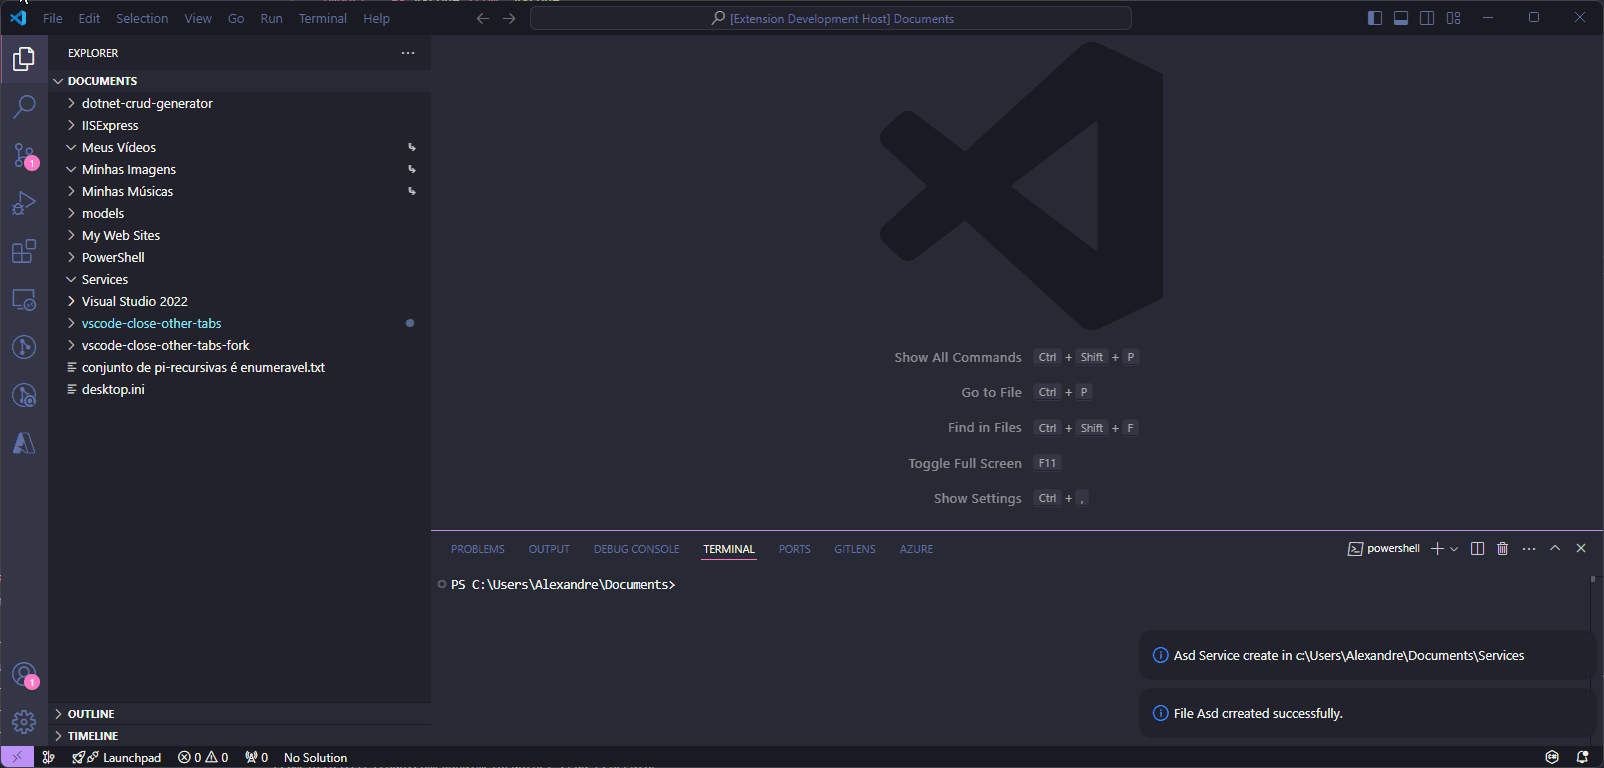 File Edit Selection View Go Run Terminal Help [Extension Development Host] Documents
EXPLORER
DOCUMENTS
dotnet-crud-generator
IISExpress
Meus Vídeos
Minhas Imagens
Minhas Músicas
models
My Web Sites
PowerShell
Services
Visual Studio 2022
vscode-close-other-tabs
vscode-close-other-tabs-fork
conjunto de pi-recursivas é enumeravel.txt
desktop.ini
OUTLINE
TIMELINE
1
1
Show All Commands Ctrl + Shift + P
Go to File Ctrl + P
Find in Files Ctrl + Shift + F
Toggle Full Screen F11
Show Settings Ctrl + ,
PROBLEMS OUTPUT DEBUG CONSOLE TERMINAL PORTS GITLENS AZURE powershell
PS C:\Users\Alexandre\Documents>
Asd Service create in c:\Users\Alexandre\Documents\Services
File Asd crreated successfully.
Launchpad 0 0 0 No Solution